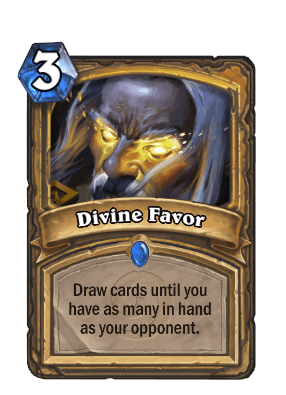 3
Divine Favor
Draw cards until you
have as many in hand
as your opponent.